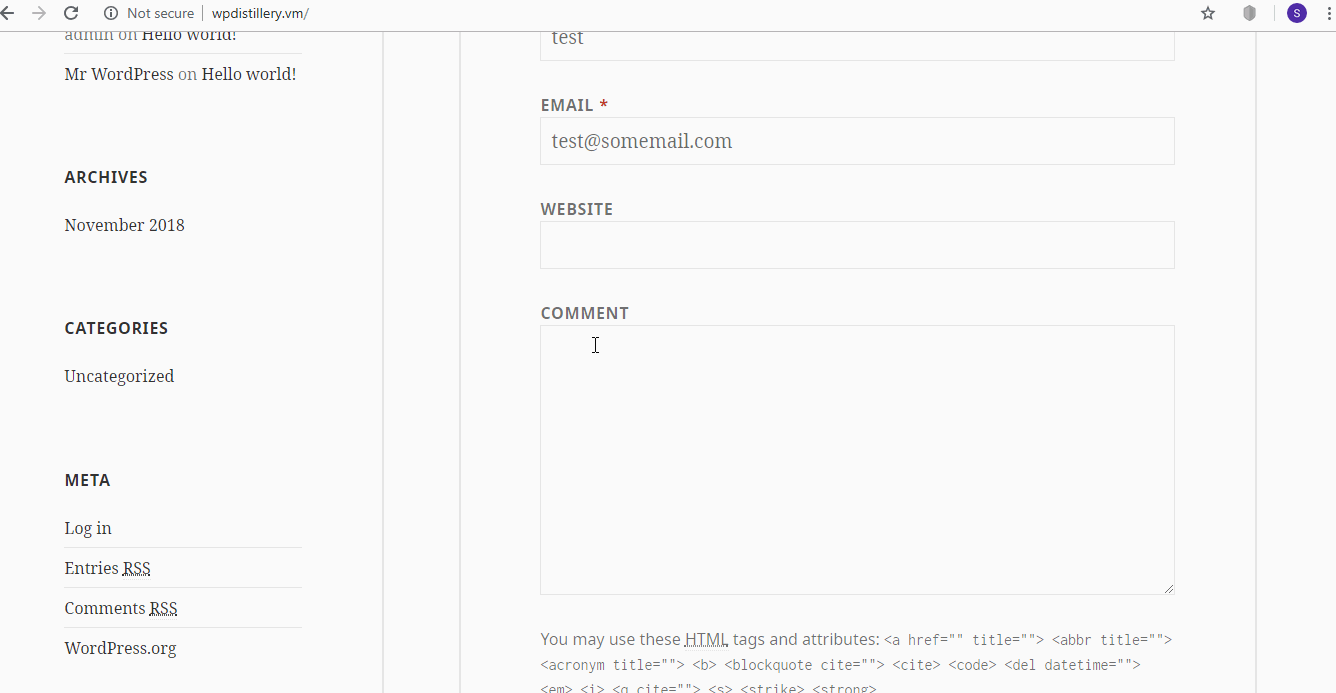 Not secure | wpdistillery.vm/
S
admin on Hello world!
Mr WordPress on Hello world!
ARCHIVES
November 2018
CATEGORIES
Uncategorized
META
Log in
Entries RSS
Comments RSS
WordPress.org
test
EMAIL *
test@somemail.com
WEBSITE
COMMENT
You may use these HTML tags and attributes: <a href="" title=""> <abbr title="">
<acronym title=""> <b> <blockquote cite=""> <cite> <code> <del datetime="">
<em> <i> <q cite=""> <s> <strike> <strong>